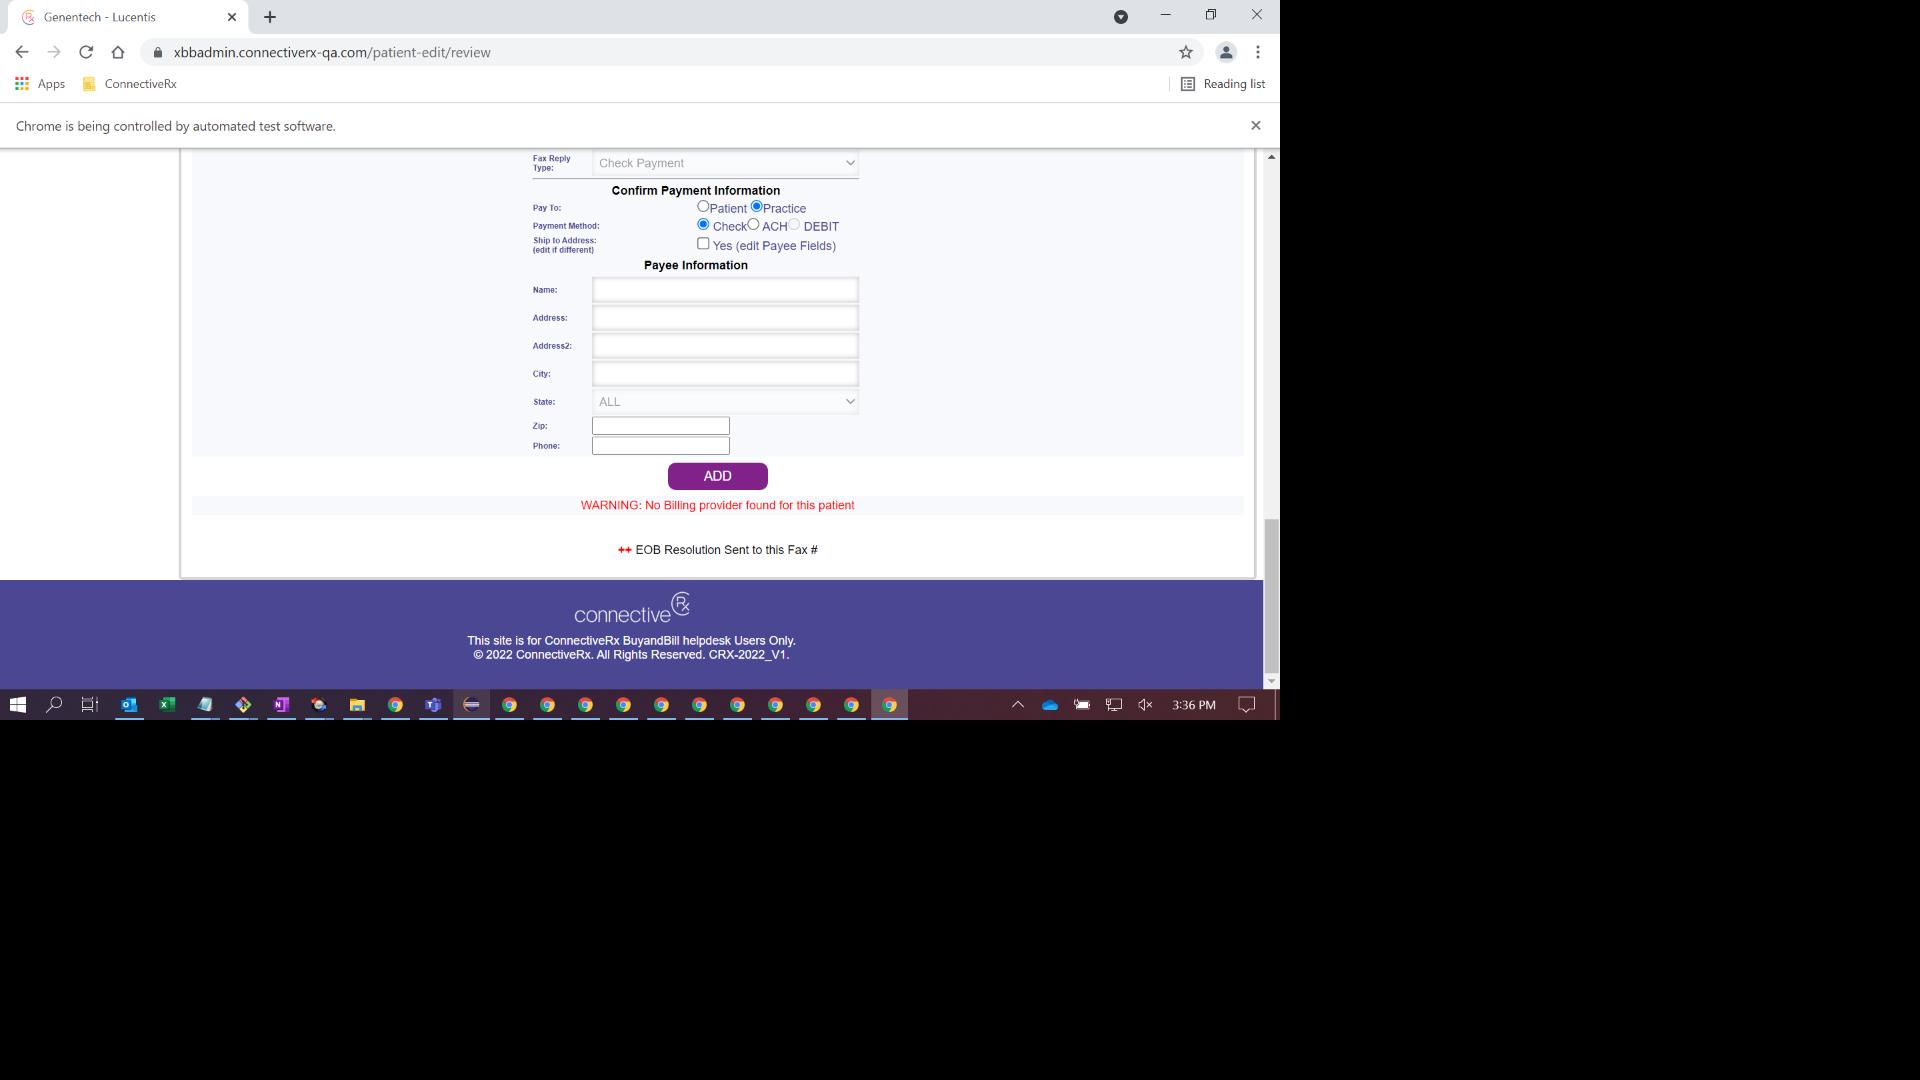 Genentech - Lucentis
xbbadmin.connectiverx-qa.com/patient-edit/review
Apps ConnectiveRx Reading list
Chrome is being controlled by automated test software.
Fax Reply Type: Check Payment
Confirm Payment Information
Pay To: Patient Practice
Payment Method: Check ACH DEBIT
Ship to Address: (edit if different) Yes (edit Payee Fields)
Payee Information
Name:
Address:
Address2:
City:
State: ALL
Zip:
Phone:
ADD
WARNING: No Billing provider found for this patient
++ EOB Resolution Sent to this Fax #
connectiveRx
This site is for ConnectiveRx BuyandBill helpdesk Users Only.
© 2022 ConnectiveRx. All Rights Reserved. CRX-2022_V1.
3:36 PM